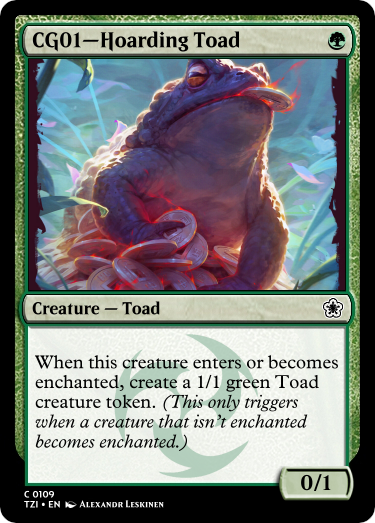 CG01—Hoarding Toad
Creature — Toad
When this creature enters or becomes
enchanted, create a 1/1 green Toad
creature token. (This only triggers
when a creature that isn't enchanted
becomes enchanted.)
0/1
C 0109
TZI • EN Alexandr Leskinen